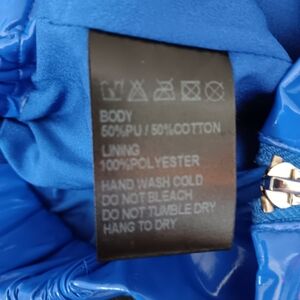 BODY
50%PU / 50%COTTON
LINING
100%POLYESTER
HAND WASH COLD
DO NOT BLEACH
DO NOT TUMBLE DRY
HANG TO DRY